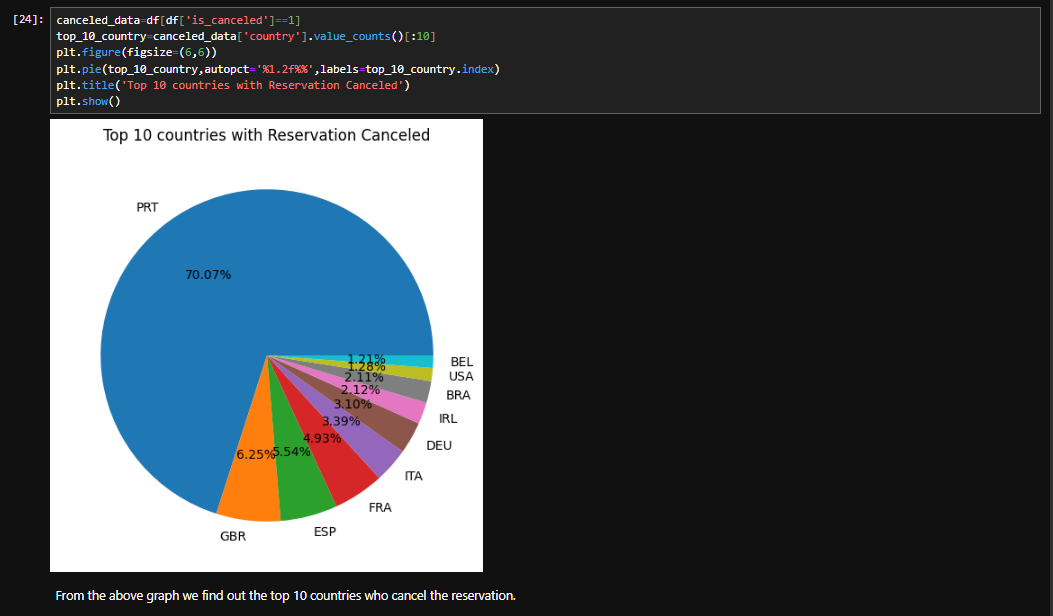 [24]: canceled_data=df[df['is_canceled']==1]
top_10_country=canceled_data['country'].value_counts()[:10]
plt.figure(figsize=(6,6))
plt.pie(top_10_country,autopct='%1.2f%%',labels=top_10_country.index)
plt.title('Top 10 countries with Reservation Canceled')
plt.show()
Top 10 countries with Reservation Canceled
PRT
70.07%
1.21%
BEL
1.28%
USA
2.11%
BRA
2.12%
IRL
3.10%
DEU
3.39%
ITA
4.93%
FRA
5.54%
ESP
6.25%
GBR
From the above graph we find out the top 10 countries who cancel the reservation.